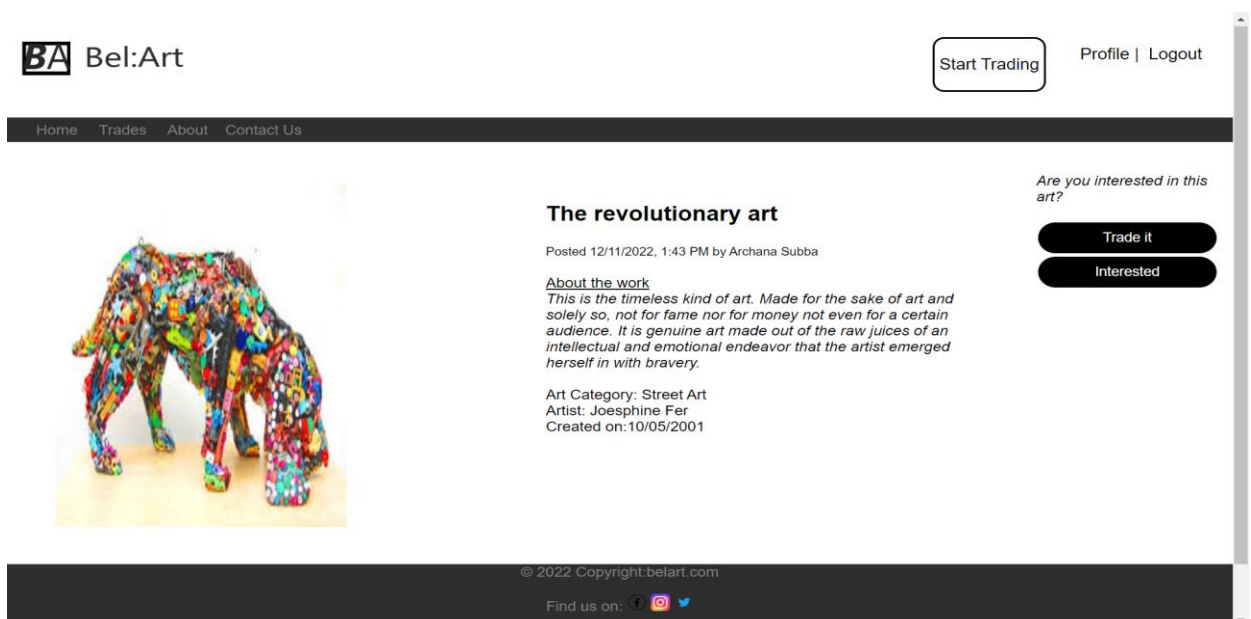 BA Bel:Art
Start Trading
Profile | Logout
Home Trades About Contact Us
The revolutionary art
Posted 12/11/2022, 1:43 PM by Archana Subba
About the work
This is the timeless kind of art. Made for the sake of art and
solely so, not for fame nor for money not even for a certain
audience. It is genuine art made out of the raw juices of an
intellectual and emotional endeavor that the artist emerged
herself in with bravery.
Art Category: Street Art
Artist: Joesphine Fer
Created on:10/05/2001
Are you interested in this
art?
Trade it
Interested
© 2022 Copyright:belart.com
Find us on: